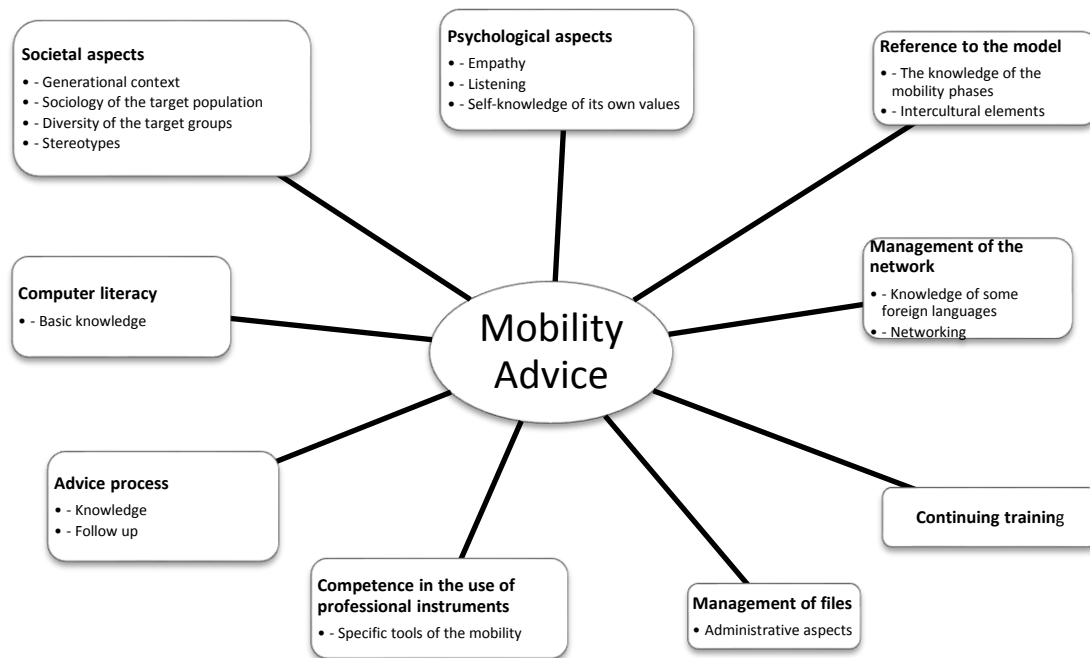 Societal aspects
• - Generational context
• - Sociology of the target population
• - Diversity of the target groups
• - Stereotypes
Psychological aspects
• - Empathy
• - Listening
• - Self-knowledge of its own values
Reference to the model
• - The knowledge of the
mobility phases
• - Intercultural elements
Computer literacy
• - Basic knowledge
Mobility
Advice
Management of the
network
• - Knowledge of some
foreign languages
• - Networking
Advice process
• - Knowledge
• - Follow up
Competence in the use of
professional instruments
• - Specific tools of the mobility
Management of files
• Administrative aspects
Continuing training